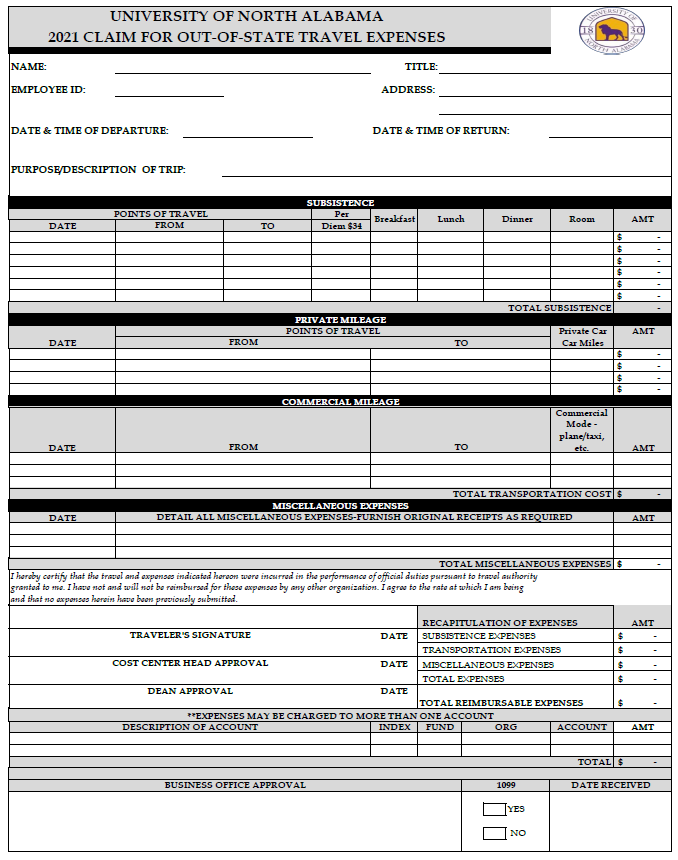 UNIVERSITY OF NORTH ALABAMA
2021 CLAIM FOR OUT-OF-STATE TRAVEL EXPENSES
UNIVERSITY OF
18 30
NORTH ALABAMA
NAME: TITLE:
EMPLOYEE ID: ADDRESS:
DATE & TIME OF DEPARTURE: DATE & TIME OF RETURN:
PURPOSE/DESCRIPTION OF TRIP:
SUBSISTENCE
POINTS OF TRAVEL Per Breakfast Lunch Dinner Room AMT
DATE FROM TO Diem $34
$ -
$ -
$ -
$ -
$ -
$ -
TOTAL SUBSISTENCE -
PRIVATE MILEAGE
POINTS OF TRAVEL Private Car AMT
DATE FROM TO Car Miles
$ -
$ -
$ -
$ -
COMMERCIAL MILEAGE
Commercial
Mode -
plane/taxi,
DATE FROM TO etc. AMT
TOTAL TRANSPORTATION COST $ -
MISCELLANEOUS EXPENSES
DATE DETAIL ALL MISCELLANEOUS EXPENSES-FURNISH ORIGINAL RECEIPTS AS REQUIRED AMT
TOTAL MISCELLANEOUS EXPENSES $ -
I hereby certify that the travel and expenses indicated hereon were incurred in the performance of official duties pursuant to travel authority
granted to me. I have not and will not be reimbursed for these expenses by any other organization. I agree to the rate at which I am being
and that no expenses herein have been previously submitted.
RECAPITULATION OF EXPENSES AMT
TRAVELER'S SIGNATURE DATE SUBSISTENCE EXPENSES $ -
TRANSPORTATION EXPENSES $ -
COST CENTER HEAD APPROVAL DATE MISCELLANEOUS EXPENSES $ -
TOTAL EXPENSES $ -
DEAN APPROVAL DATE
TOTAL REIMBURSABLE EXPENSES $ -
**EXPENSES MAY BE CHARGED TO MORE THAN ONE ACCOUNT
DESCRIPTION OF ACCOUNT INDEX FUND ORG ACCOUNT AMT
TOTAL $ -
BUSINESS OFFICE APPROVAL 1099 DATE RECEIVED
YES
NO